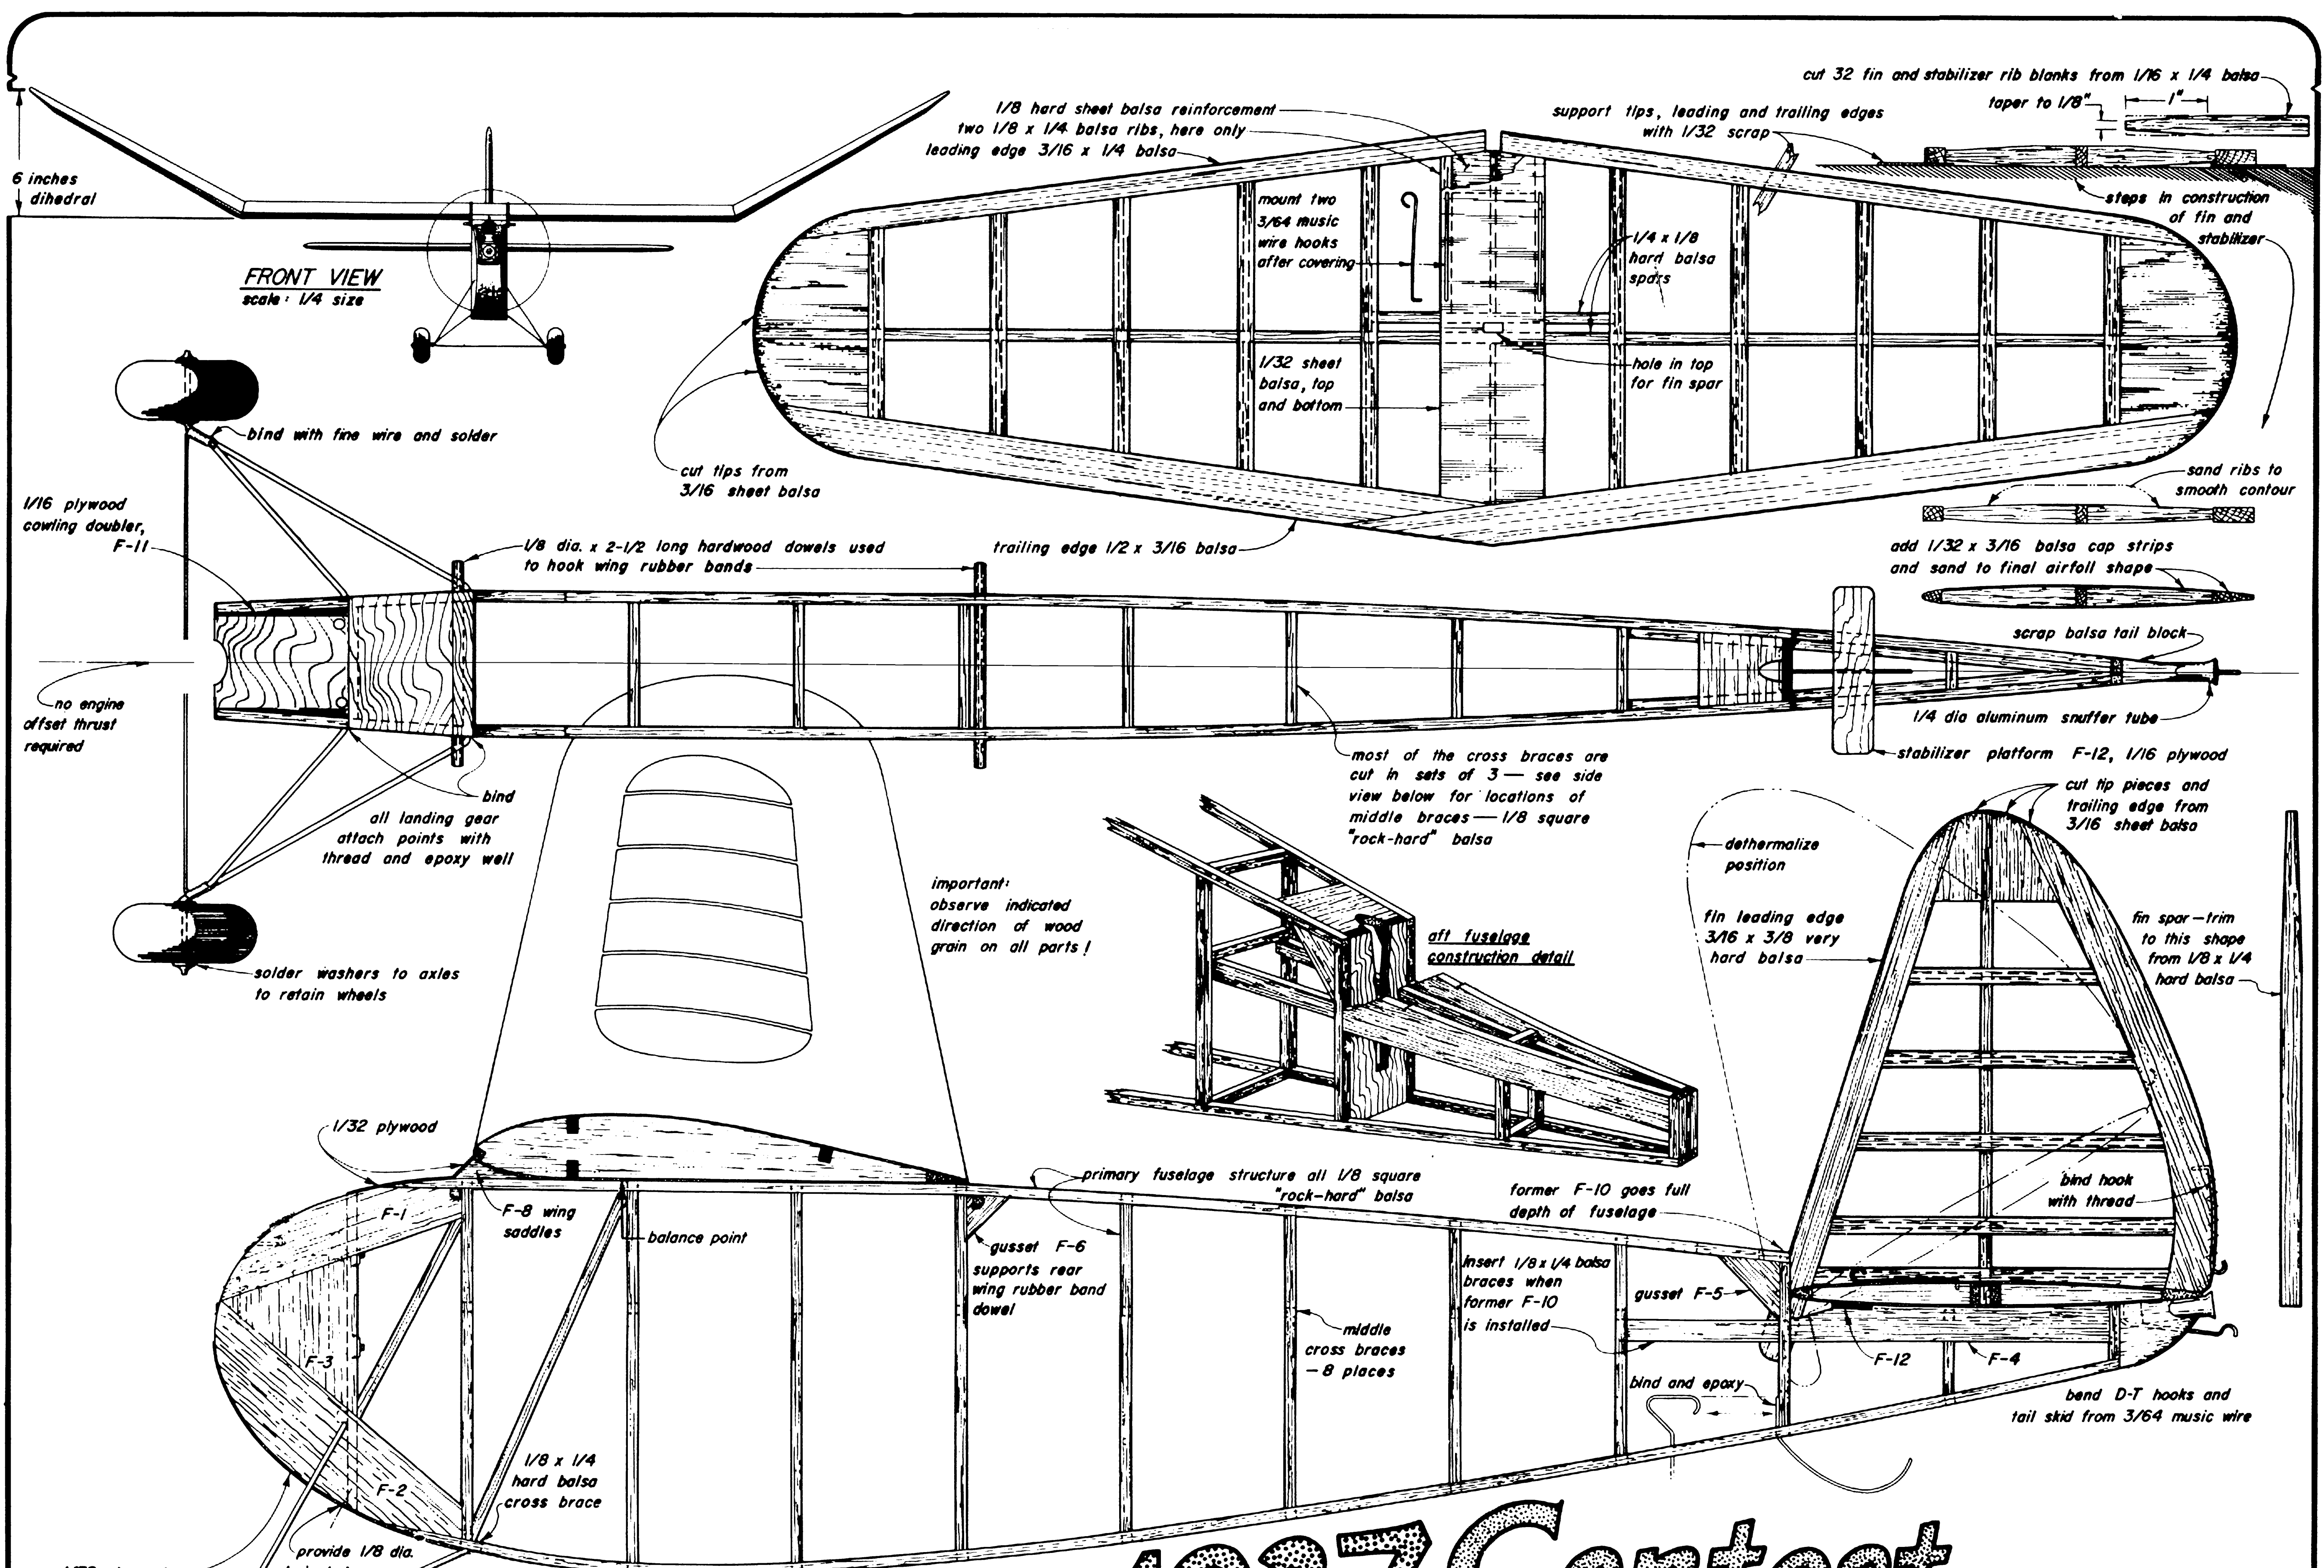 cut 32 fin and stabilizer rib blanks from 1/16 x 1/4 balsa
taper to 1/8"
1"
1/8 hard sheet balsa reinforcement
two 1/8 x 1/4 balsa ribs, here only
leading edge 3/16 x 1/4 balsa
support tips, leading and trailing edges
with 1/32 scrap
6 inches
dihedral
FRONT VIEW
scale: 1/4 size
mount two
3/64 music
wire hooks
after covering
1/4 x 1/8
hard balsa
spars
steps in construction
of fin and
stabilizer
1/32 sheet
balsa, top
and bottom
hole in top
for fin spar
bind with fine wire and solder
cut tips from
3/16 sheet balsa
sand ribs to
smooth contour
1/16 plywood
cowling doubler,
F-11
1/8 dia. x 2-1/2 long hardwood dowels used
to hook wing rubber bands
trailing edge 1/2 x 3/16 balsa
add 1/32 x 3/16 balsa cap strips
and sand to final airfoil shape
scrap balsa tail block
no engine
offset thrust
required
1/4 dia aluminum snuffer tube
stabilizer platform F-12, 1/16 plywood
bind
all landing gear
attach points with
thread and epoxy well
most of the cross braces are
cut in sets of 3 — see side
view below for locations of
middle braces — 1/8 square
"rock-hard" balsa
cut tip pieces and
trailing edge from
3/16 sheet balsa
dethermalize
position
important:
observe indicated
direction of wood
grain on all parts!
aft fuselage
construction detail
fin leading edge
3/16 x 3/8 very
hard balsa
fin spar — trim
to this shape
from 1/8 x 1/4
hard balsa
solder washers to axles
to retain wheels
1/32 plywood
primary fuselage structure all 1/8 square
"rock-hard" balsa
former F-10 goes full
depth of fuselage
bind hook
with thread
F-1
F-8 wing
saddles
balance point
gusset F-6
supports rear
wing rubber band
dowel
insert 1/8 x 1/4 balsa
braces when
former F-10
is installed
gusset F-5
middle
cross braces
— 8 places
F-3
F-12
F-4
bind and epoxy
bend D-T hooks and
tail skid from 3/64 music wire
1/8 x 1/4
hard balsa
cross brace
F-2
provide 1/8 dia.
1937 Contest